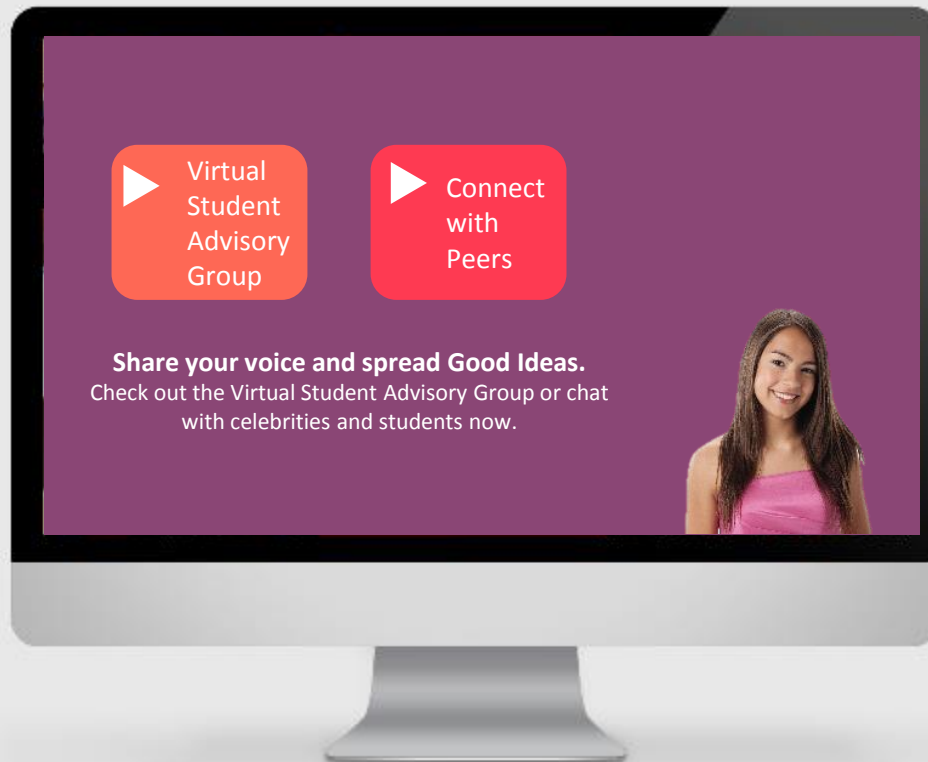 Virtual
Student
Advisory
Group
Connect
with
Peers
Share your voice and spread Good Ideas.
Check out the Virtual Student Advisory Group or chat
with celebrities and students now.